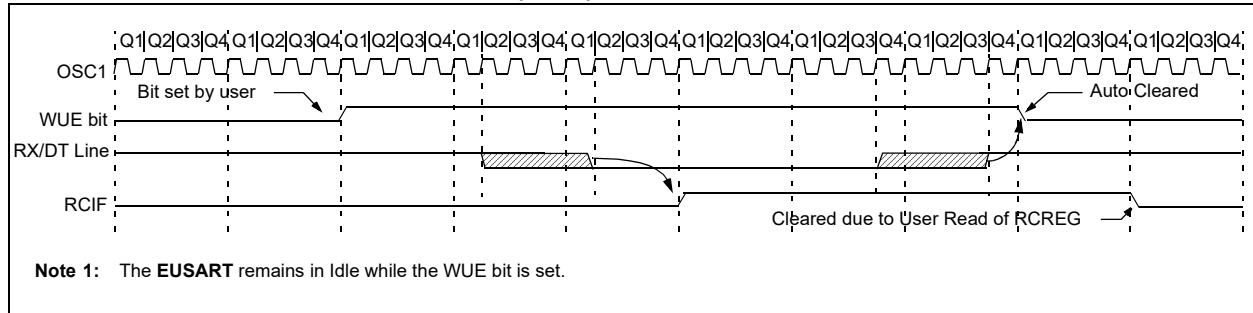 Q1 Q2 Q3 Q4 Q1 Q2 Q3 Q4 Q1 Q2 Q3 Q4 Q1 Q2 Q3 Q4 Q1 Q2 Q3 Q4 Q1 Q2 Q3 Q4 Q1 Q2 Q3 Q4 Q1 Q2 Q3 Q4 Q1 Q2 Q3 Q4 Q1 Q2 Q3 Q4
OSC1
Bit set by user
Auto Cleared
WUE bit
RX/DT Line
RCIF
Cleared due to User Read of RCREG
Note 1: The EUSART remains in Idle while the WUE bit is set.